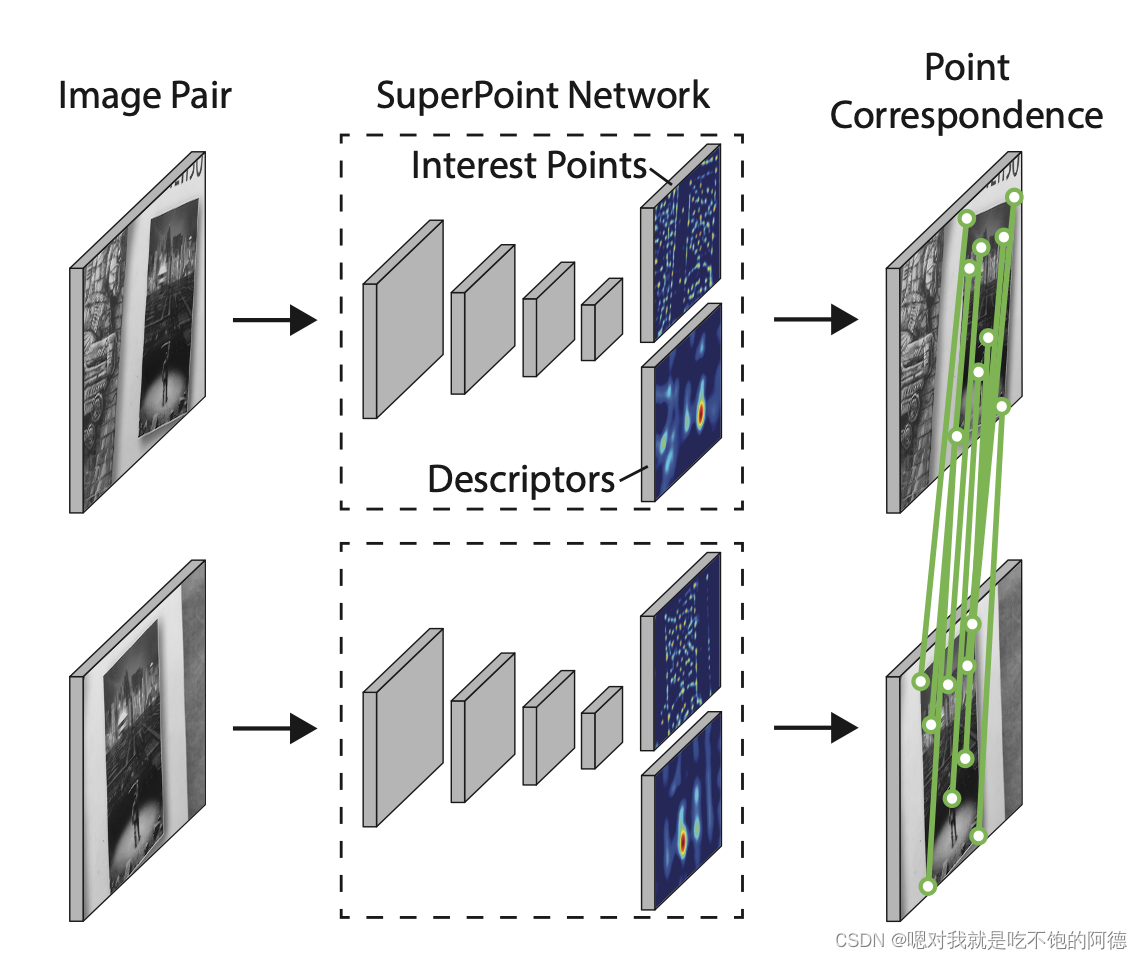 Image Pair
SuperPoint Network
Point
Correspondence
Interest Points
Descriptors
CSDN @嗯对我就是吃不饱的阿德